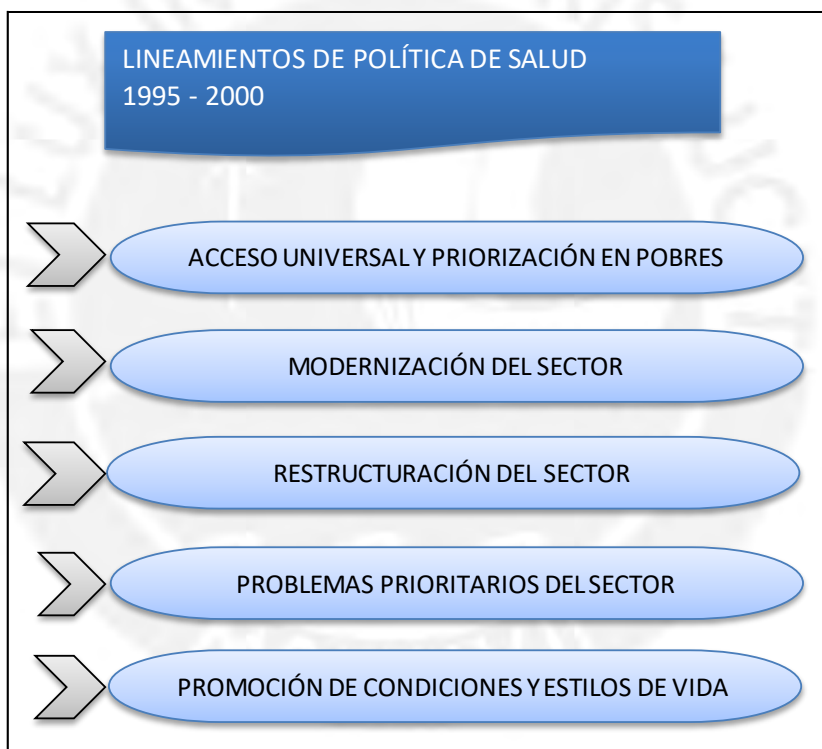 LINEAMIENTOS DE POLÍTICA DE SALUD
1995 - 2000
ACCESO UNIVERSAL Y PRIORIZACIÓN EN POBRES
MODERNIZACIÓN DEL SECTOR
RESTRUCTURACIÓN DEL SECTOR
PROBLEMAS PRIORITARIOS DEL SECTOR
PROMOCIÓN DE CONDICIONES Y ESTILOS DE VIDA